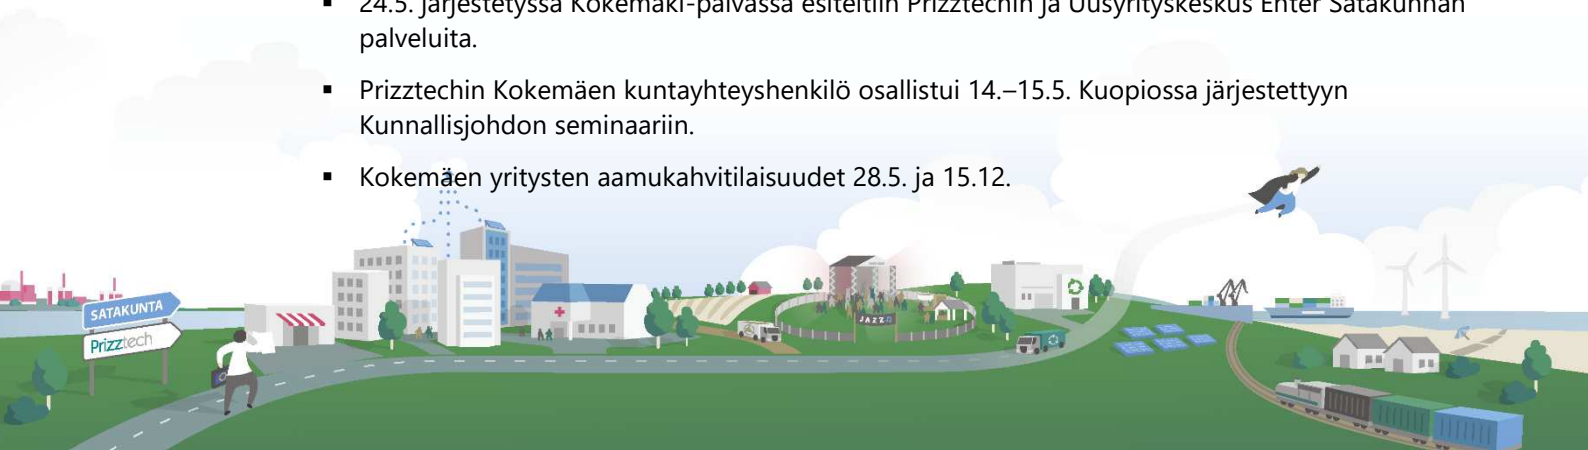 ▪ 24.5. järjestetyssä Kokemäki-päivässä esiteltiin Prizztechin ja Uusyrityskeskus Enter Satakunnan
palveluita.
▪ Prizztechin Kokemäen kuntayhteyshenkilö osallistui 14.–15.5. Kuopiossa järjestettyyn
Kunnallisjohdon seminaariin.
▪ Kokemäen yritysten aamukahvitilaisuudet 28.5. ja 15.12.
SATAKUNTA
Prizztech
JAZZ♫